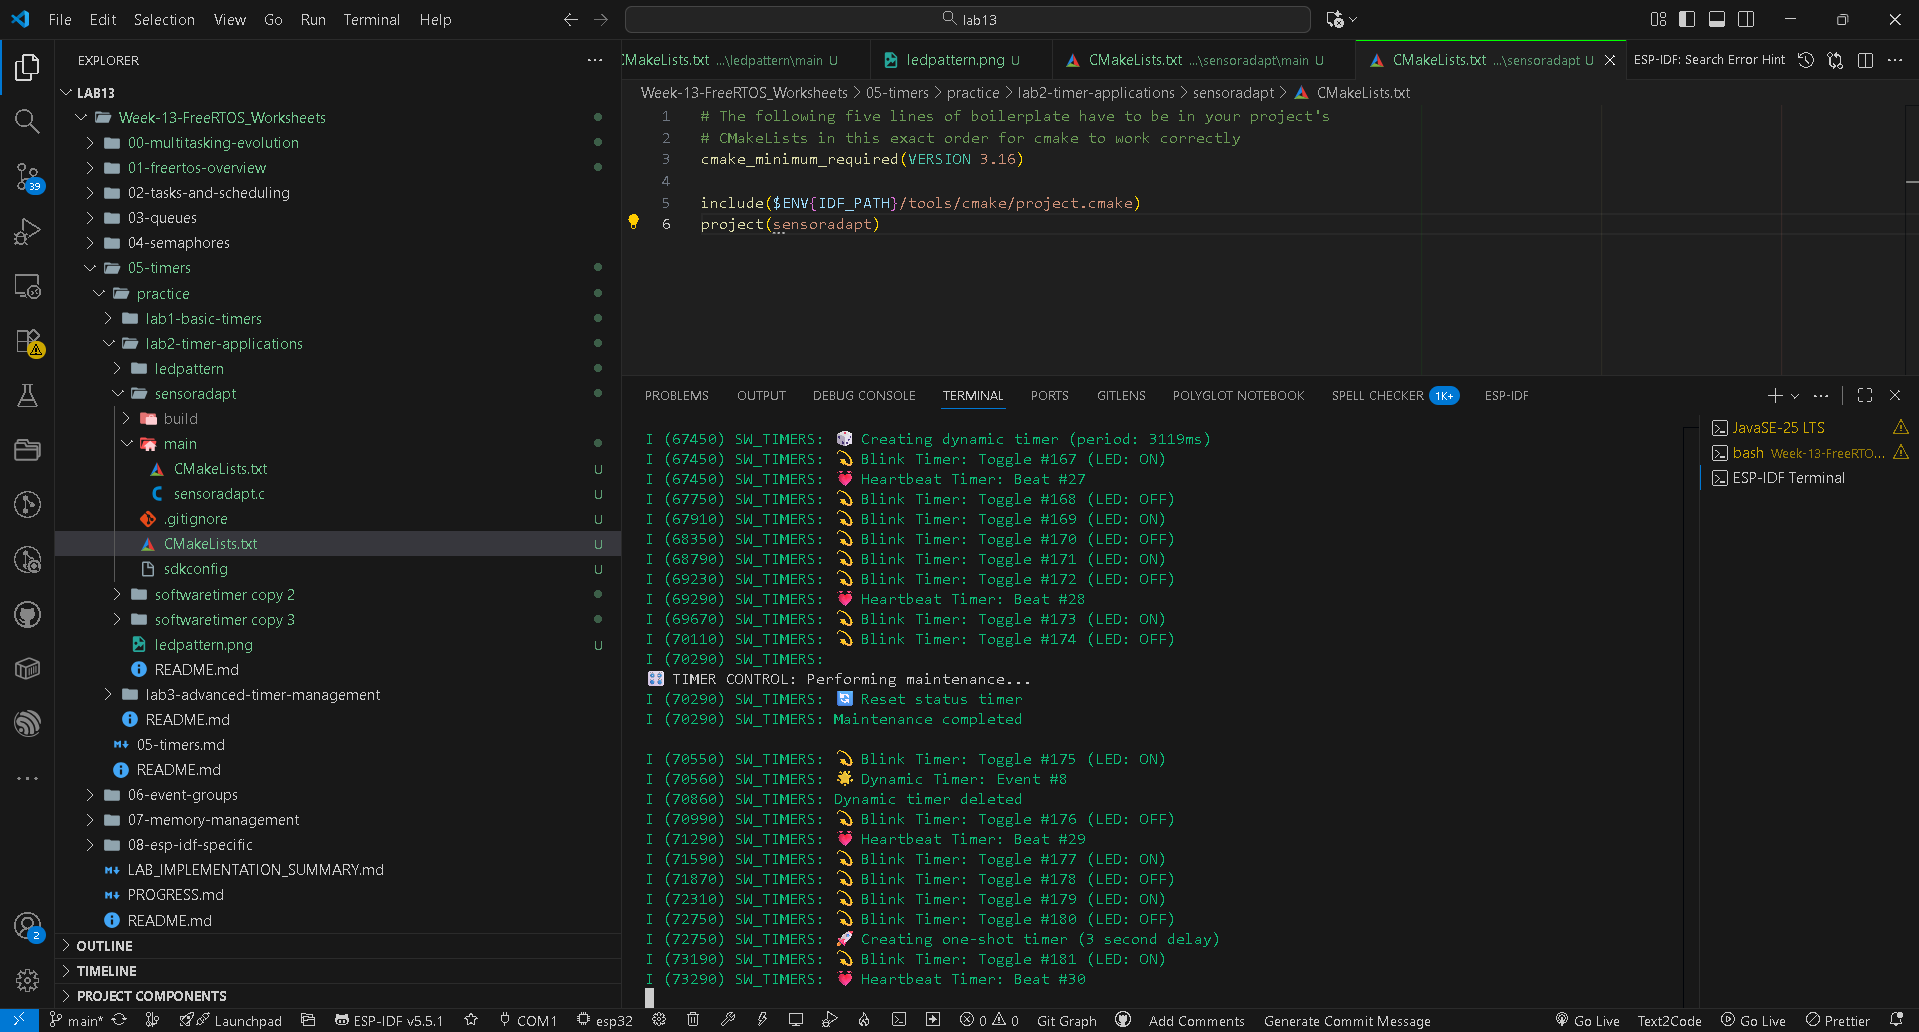 File Edit Selection View Go Run Terminal Help
lab13
EXPLORER
LAB13
Week-13-FreeRTOS_Worksheets
00-multitasking-evolution
01-freertos-overview
02-tasks-and-scheduling
03-queues
04-semaphores
05-timers
practice
lab1-basic-timers
lab2-timer-applications
ledpattern
sensoradapt
build
main
CMakeLists.txt U
sensoradapt.c U
.gitignore U
CMakeLists.txt U
sdkconfig U
softwaretimer copy 2
softwaretimer copy 3
ledpattern.png U
README.md
lab3-advanced-timer-management
README.md
05-timers.md
README.md
06-event-groups
07-memory-management
08-esp-idf-specific
LAB_IMPLEMENTATION_SUMMARY.md
PROGRESS.md
README.md
OUTLINE
TIMELINE
PROJECT COMPONENTS
39
2
CMakeLists.txt ...\ledpattern\main U
ledpattern.png U
CMakeLists.txt ...\sensoradapt\main U
CMakeLists.txt ...\sensoradapt U
ESP-IDF: Search Error Hint
Week-13-FreeRTOS_Worksheets > 05-timers > practice > lab2-timer-applications > sensoradapt > CMakeLists.txt
1 # The following five lines of boilerplate have to be in your project's
2 # CMakeLists in this exact order for cmake to work correctly
3 cmake_minimum_required(VERSION 3.16)
4
5 include($ENV{IDF_PATH}/tools/cmake/project.cmake)
6 project(sensoradapt)
PROBLEMS OUTPUT DEBUG CONSOLE TERMINAL PORTS GITLENS POLYGLOT NOTEBOOK SPELL CHECKER 1K+ ESP-IDF
I (67450) SW_TIMERS: 🎲 Creating dynamic timer (period: 3119ms)
I (67450) SW_TIMERS: 💫 Blink Timer: Toggle #167 (LED: ON)
I (67450) SW_TIMERS: 💗 Heartbeat Timer: Beat #27
I (67750) SW_TIMERS: 💫 Blink Timer: Toggle #168 (LED: OFF)
I (67910) SW_TIMERS: 💫 Blink Timer: Toggle #169 (LED: ON)
I (68350) SW_TIMERS: 💫 Blink Timer: Toggle #170 (LED: OFF)
I (68790) SW_TIMERS: 💫 Blink Timer: Toggle #171 (LED: ON)
I (69230) SW_TIMERS: 💫 Blink Timer: Toggle #172 (LED: OFF)
I (69290) SW_TIMERS: 💗 Heartbeat Timer: Beat #28
I (69670) SW_TIMERS: 💫 Blink Timer: Toggle #173 (LED: ON)
I (70110) SW_TIMERS: 💫 Blink Timer: Toggle #174 (LED: OFF)
I (70290) SW_TIMERS:
🎛 TIMER CONTROL: Performing maintenance...
I (70290) SW_TIMERS: 🔄 Reset status timer
I (70290) SW_TIMERS: Maintenance completed
I (70550) SW_TIMERS: 💫 Blink Timer: Toggle #175 (LED: ON)
I (70560) SW_TIMERS: 🌟 Dynamic Timer: Event #8
I (70860) SW_TIMERS: Dynamic timer deleted
I (70990) SW_TIMERS: 💫 Blink Timer: Toggle #176 (LED: OFF)
I (71290) SW_TIMERS: 💗 Heartbeat Timer: Beat #29
I (71590) SW_TIMERS: 💫 Blink Timer: Toggle #177 (LED: ON)
I (71870) SW_TIMERS: 💫 Blink Timer: Toggle #178 (LED: OFF)
I (72310) SW_TIMERS: 💫 Blink Timer: Toggle #179 (LED: ON)
I (72750) SW_TIMERS: 💫 Blink Timer: Toggle #180 (LED: OFF)
I (72750) SW_TIMERS: 🚀 Creating one-shot timer (3 second delay)
I (73190) SW_TIMERS: 💫 Blink Timer: Toggle #181 (LED: ON)
I (73290) SW_TIMERS: 💗 Heartbeat Timer: Beat #30
JavaSE-25 LTS
bash Week-13-FreeRTO...
ESP-IDF Terminal
main* Launchpad ESP-IDF v5.5.1 COM1 esp32 0 0 Git Graph Add Comments Generate Commit Message Go Live Text2Code Go Live Prettier